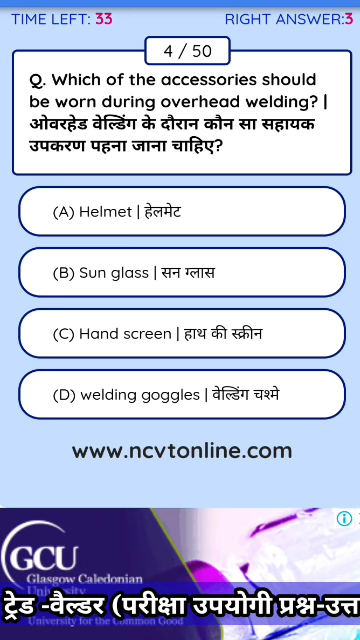 TIME LEFT: 33 RIGHT ANSWER:3
4 / 50
Q. Which of the accessories should
be worn during overhead welding? |
ओवरहेड वेल्डिंग के दौरान कौन सा सहायक
उपकरण पहना जाना चाहिए?
(A) Helmet | हेलमेट
(B) Sun glass | सन ग्लास
(C) Hand screen | हाथ की स्क्रीन
(D) welding goggles | वेल्डिंग चश्मे
www.ncvtonline.com
GCU
Glasgow Caledonian
University
ट्रेड -वैल्डर (परीक्षा उपयोगी प्रश्न-उत्त
University for the Common Good